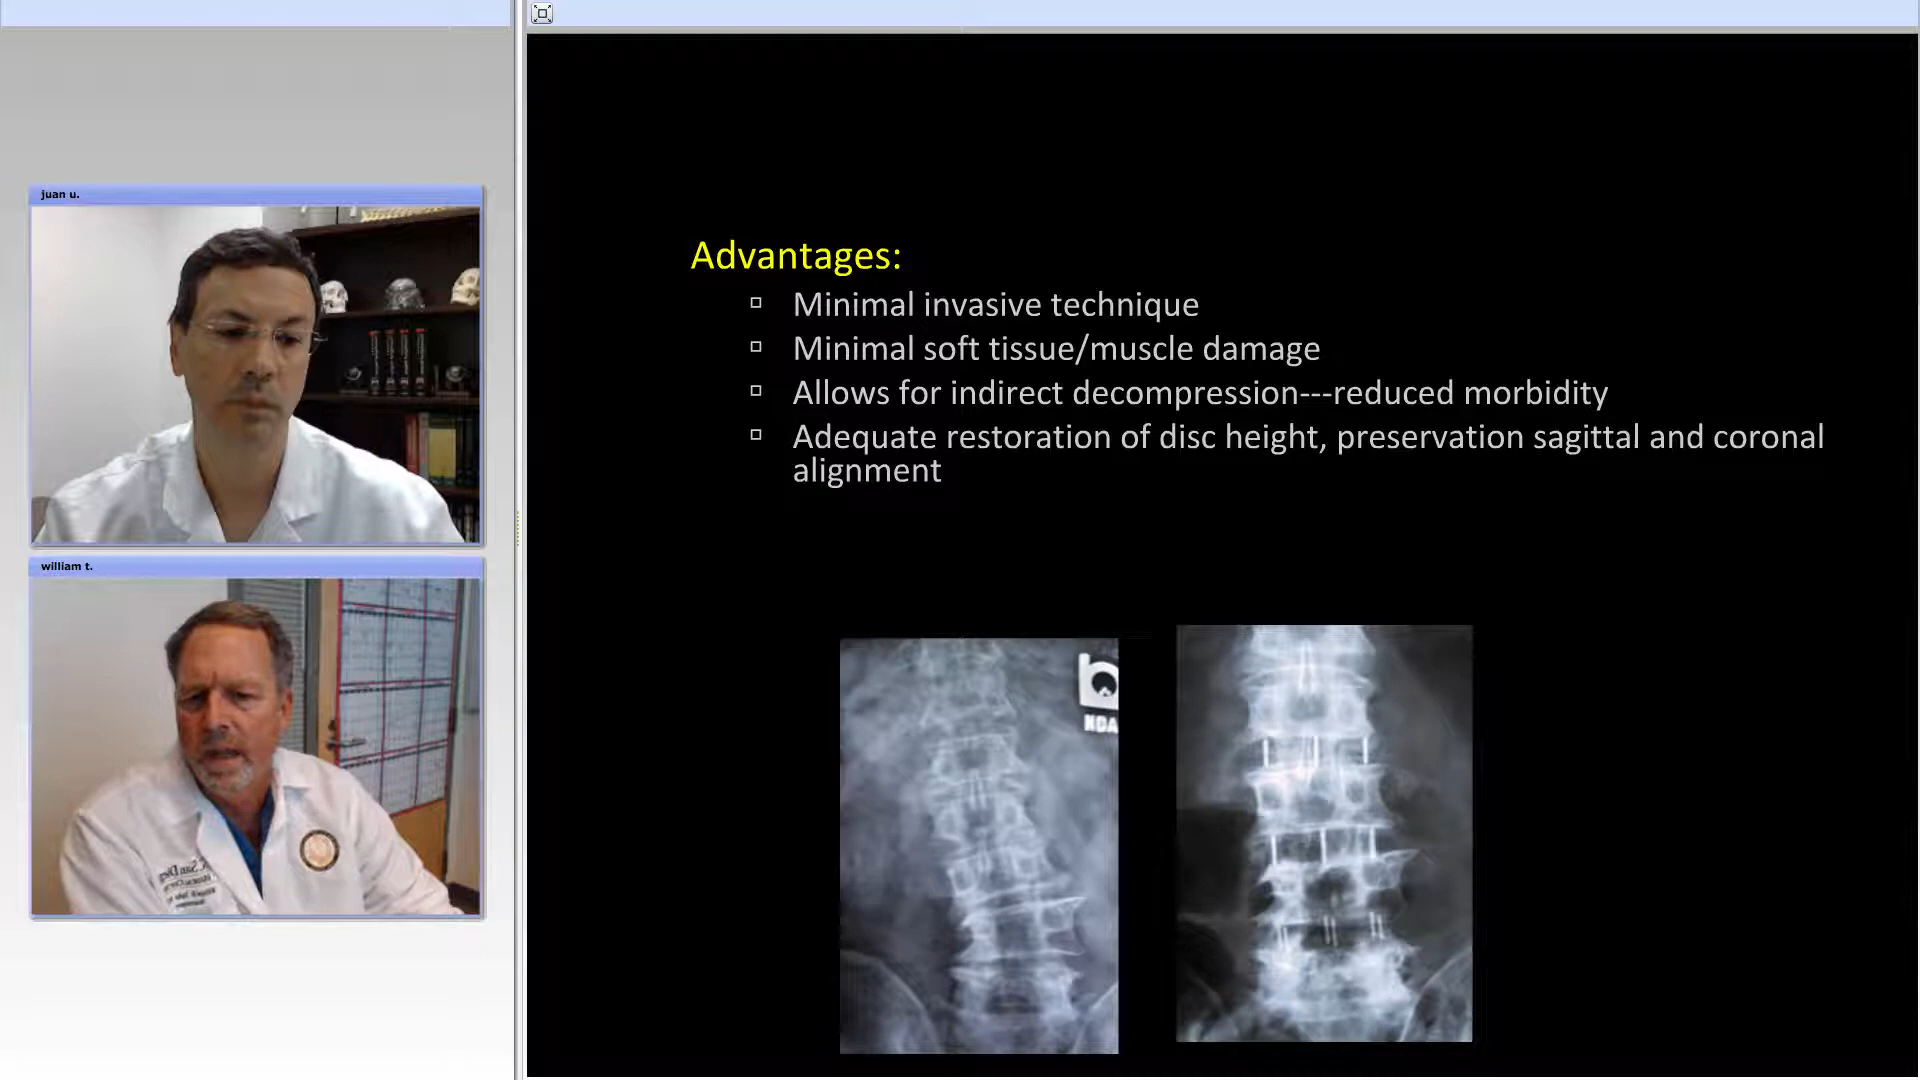 juan u.
william t.
Advantages:
Minimal invasive technique
Minimal soft tissue/muscle damage
Allows for indirect decompression---reduced morbidity
Adequate restoration of disc height, preservation sagittal and coronal
alignment